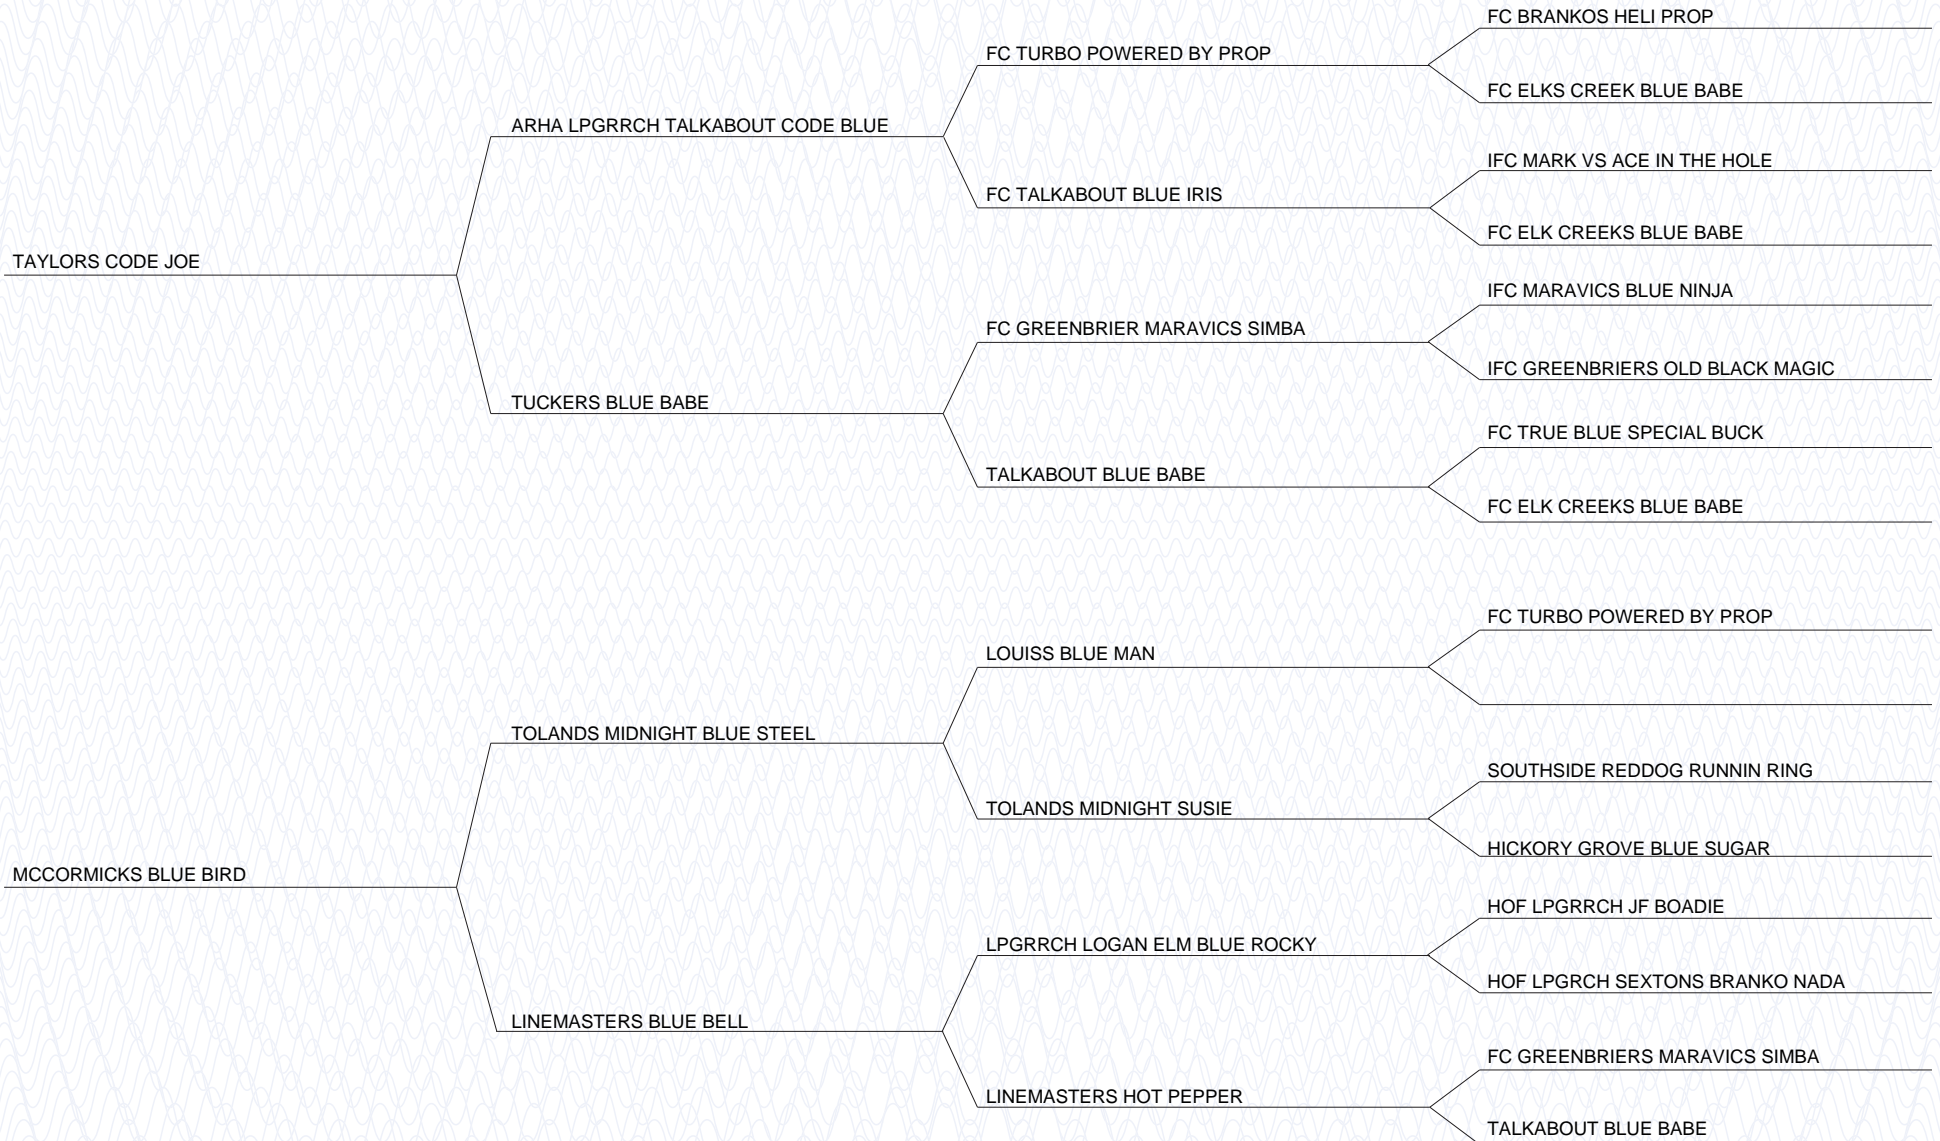 FC BRANKOS HELI PROP
FC TURBO POWERED BY PROP
FC ELKS CREEK BLUE BABE
ARHA LPGRRCH TALKABOUT CODE BLUE
IFC MARK VS ACE IN THE HOLE
FC TALKABOUT BLUE IRIS
FC ELK CREEKS BLUE BABE
TAYLORS CODE JOE
IFC MARAVICS BLUE NINJA
FC GREENBRIER MARAVICS SIMBA
IFC GREENBRIERS OLD BLACK MAGIC
TUCKERS BLUE BABE
FC TRUE BLUE SPECIAL BUCK
TALKABOUT BLUE BABE
FC ELK CREEKS BLUE BABE
FC TURBO POWERED BY PROP
LOUISS BLUE MAN
TOLANDS MIDNIGHT BLUE STEEL
SOUTHSIDE REDDOG RUNNIN RING
TOLANDS MIDNIGHT SUSIE
HICKORY GROVE BLUE SUGAR
MCCORMICKS BLUE BIRD
HOF LPGRRCH JF BOADIE
LPGRRCH LOGAN ELM BLUE ROCKY
HOF LPGRCH SEXTONS BRANKO NADA
LINEMASTERS BLUE BELL
FC GREENBRIERS MARAVICS SIMBA
LINEMASTERS HOT PEPPER
TALKABOUT BLUE BABE